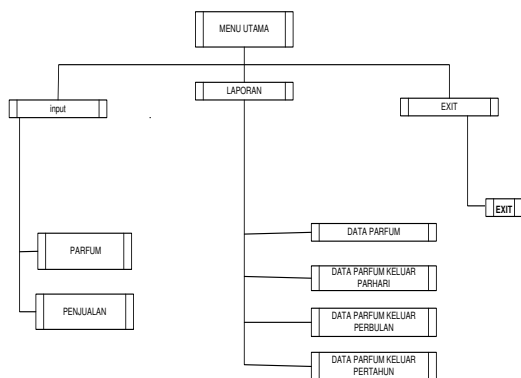 MENU UTAMA
input
LAPORAN
EXIT
EXIT
PARFUM
PENJUALAN
DATA PARFUM
DATA PARFUM KELUAR
PARHARI
DATA PARFUM KELUAR
PERBULAN
DATA PARFUM KELUAR
PERTAHUN